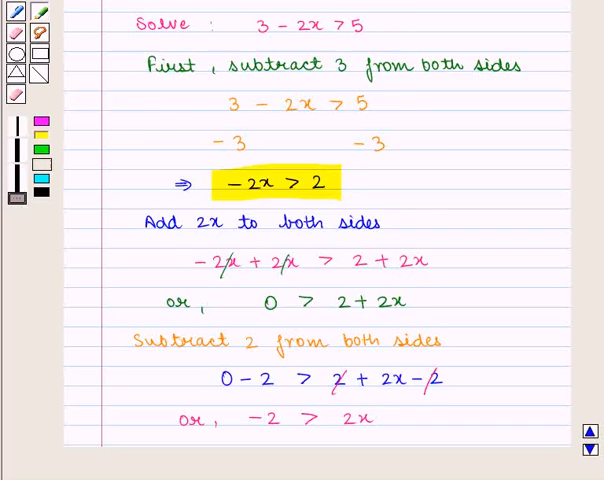 Solve : 3 - 2x > 5
First, subtract 3 from both sides
3 - 2x > 5
-3 -3
⇒ -2x > 2
Add 2x to both sides
-2x + 2x > 2 + 2x
or, 0 > 2 + 2x
Subtract 2 from both sides
0 - 2 > 2 + 2x - 2
or, -2 > 2x